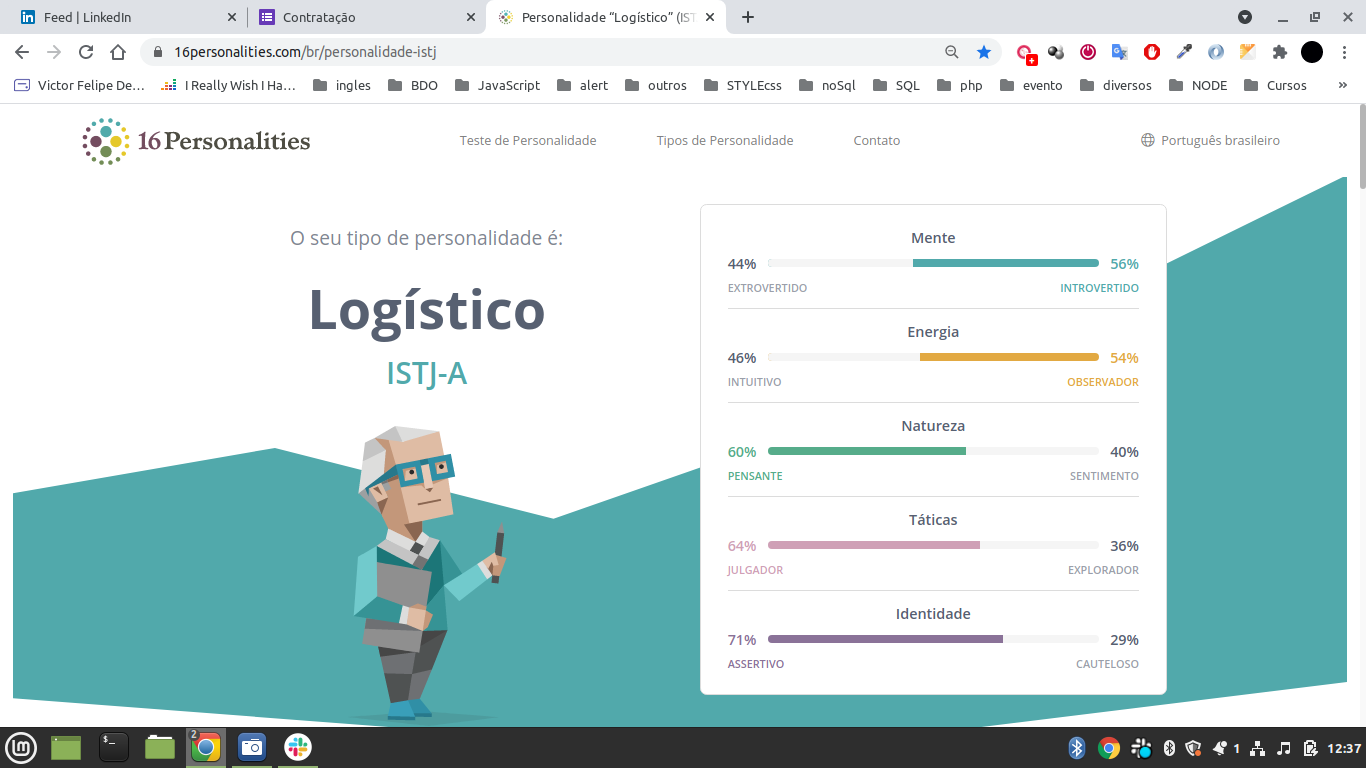 Feed | LinkedIn
Contratação
Personalidade “Logístico” (IST
16personalities.com/br/personalidade-istj
Victor Felipe De...
I Really Wish I Ha...
ingles
BDO
JavaScript
alert
outros
STYLEcss
noSql
SQL
php
evento
diversos
NODE
Cursos
16Personalities
Teste de Personalidade
Tipos de Personalidade
Contato
Português brasileiro
O seu tipo de personalidade é:
Logístico
ISTJ-A
Mente
44%
56%
EXTROVERTIDO
INTROVERTIDO
Energia
46%
54%
INTUITIVO
OBSERVADOR
Natureza
60%
40%
PENSANTE
SENTIMENTO
Táticas
64%
36%
JULGADOR
EXPLORADOR
Identidade
71%
29%
ASSERTIVO
CAUTELOSO
2
1
12:37